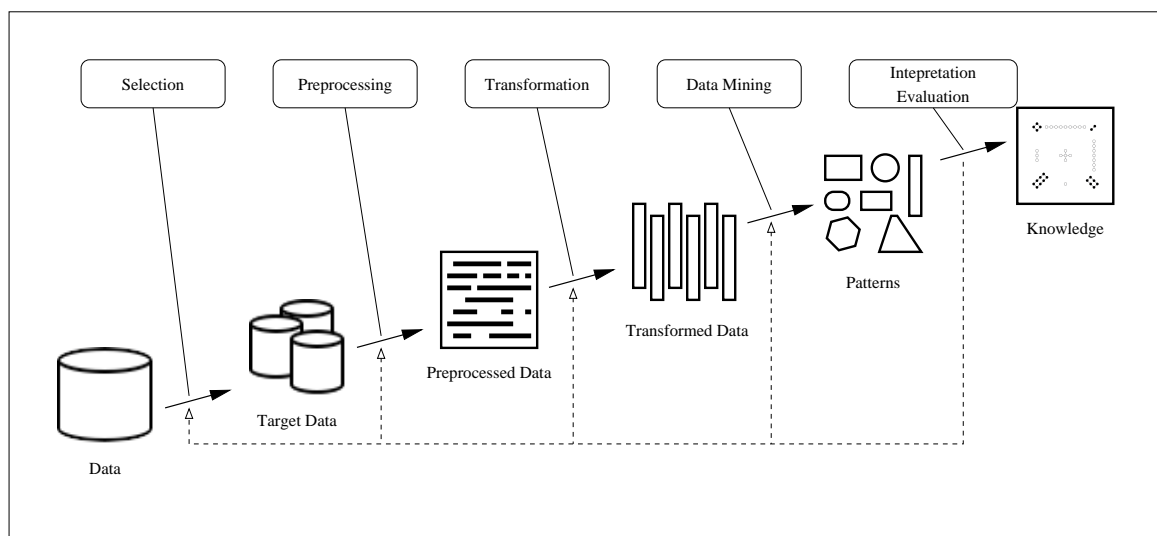 Selection
Preprocessing
Transformation
Data Mining
Intepretation
Evaluation
Knowledge
Patterns
Transformed Data
Preprocessed Data
Target Data
Data